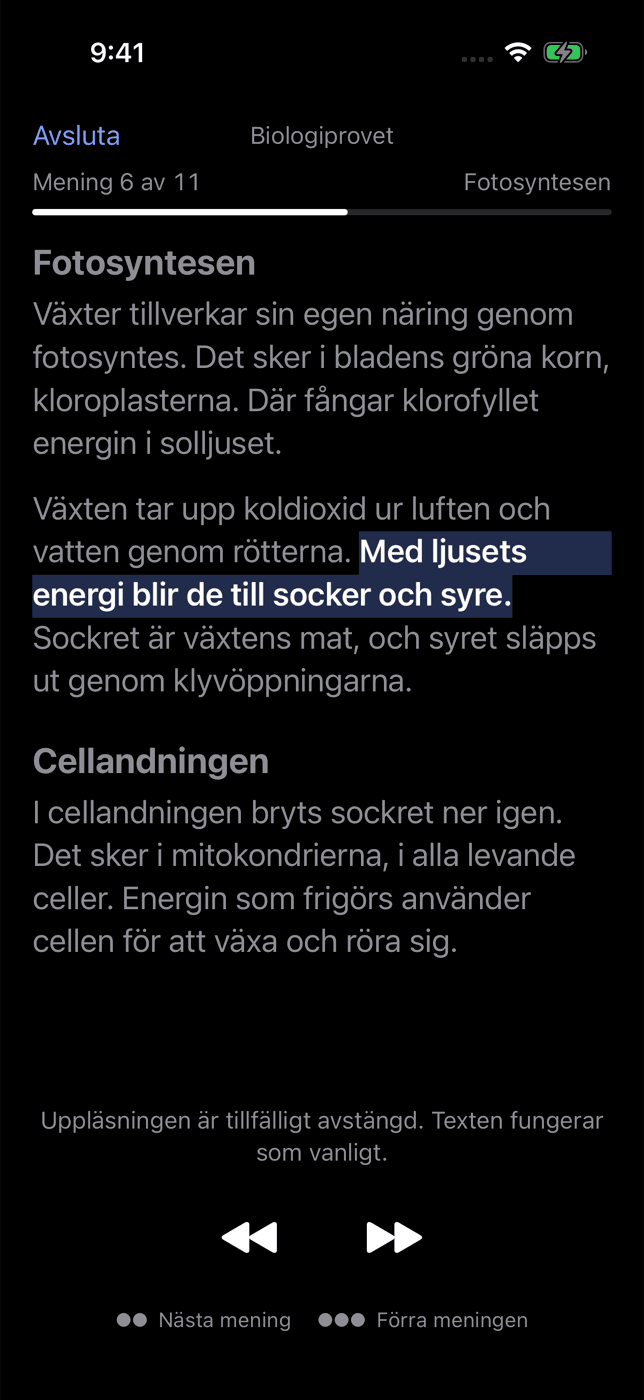 9:41
Avsluta
Biologiprovet
Mening 6 av 11
Fotosyntesen
Fotosyntesen
Växter tillverkar sin egen näring genom
fotosyntes. Det sker i bladens gröna korn,
kloroplasterna. Där fångar klorofyllet
energin i solljuset.
Växten tar upp koldioxid ur luften och
vatten genom rötterna. Med ljusets
energi blir de till socker och syre.
Sockret är växtens mat, och syret släpps
ut genom klyvöppningarna.
Cellandningen
I cellandningen bryts sockret ner igen.
Det sker i mitokondrierna, i alla levande
celler. Energin som frigörs använder
cellen för att växa och röra sig.
Uppläsningen är tillfälligt avstängd. Texten fungerar
som vanligt.
Nästa mening
Förra meningen